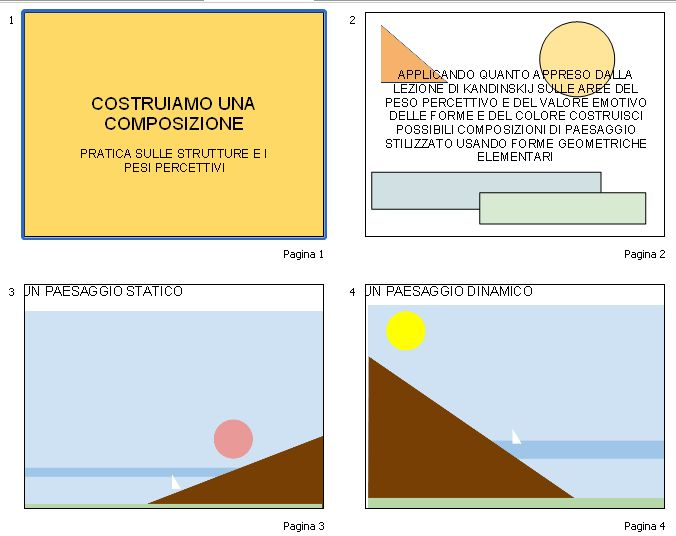 1
COSTRUIAMO UNA
COMPOSIZIONE
PRATICA SULLE STRUTTURE E I
PESI PERCETTIVI
Pagina 1
2
APPLICANDO QUANTO APPRESO DALLA
LEZIONE DI KANDINSKIJ SULLE AREE DEL
PESO PERCETTIVO E DEL VALORE EMOTIVO
DELLE FORME E DEL COLORE COSTRUISCI
POSSIBILI COMPOSIZIONI DI PAESAGGIO
STILIZZATO USANDO FORME GEOMETRICHE
ELEMENTARI
Pagina 2
3
UN PAESAGGIO STATICO
Pagina 3
4
UN PAESAGGIO DINAMICO
Pagina 4